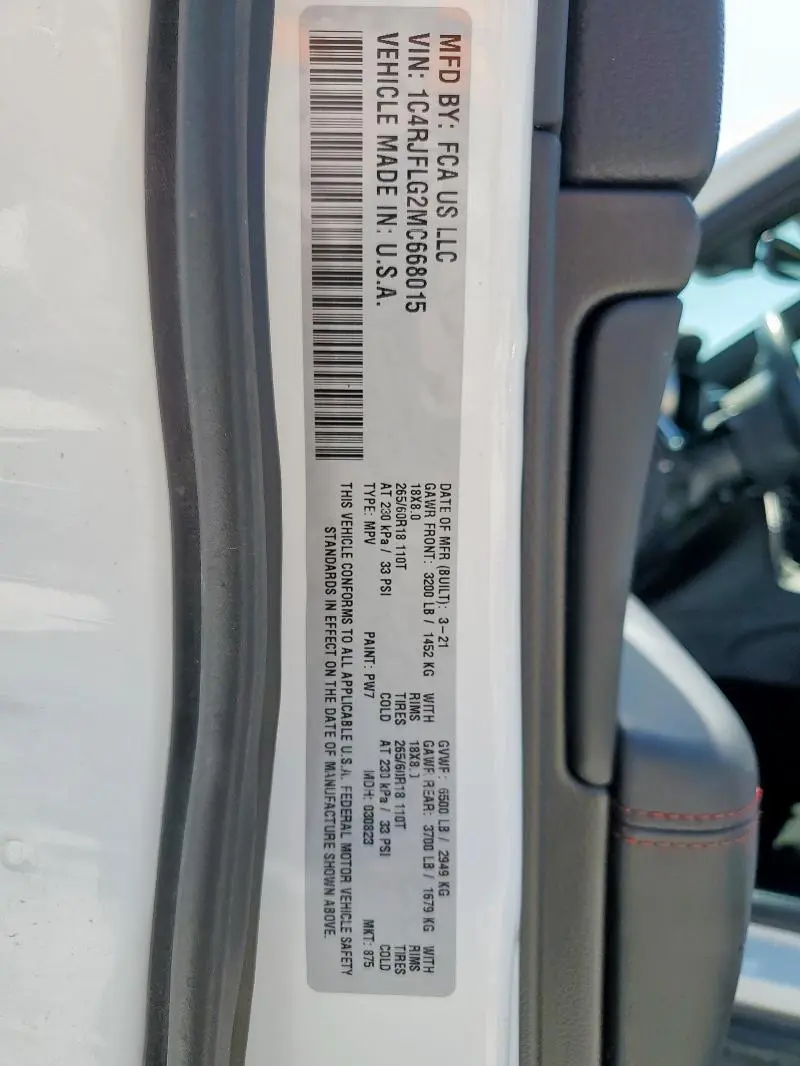 MFD BY: FCA US LLC
VIN: 1C4RJFLG2MC668015
VEHICLE MADE IN: U.S.A.
DATE OF MFR (BUILT): 3-21 GVWR: 6500 LB / 2949 KG
GAWR FRONT: 3200 LB / 1452 KG WITH GAWR REAR: 3700 LB / 1679 KG WITH
18X8.0 RIMS 18X8.0 RIMS
265/60R18 110T TIRES 265/60R18 110T TIRES
AT 230 kPa / 33 PSI COLD AT 230 kPa / 33 PSI COLD
TYPE: MPV PAINT: PW7 MDH: 030823 MKT: 875
THIS VEHICLE CONFORMS TO ALL APPLICABLE U.S.A. FEDERAL MOTOR VEHICLE SAFETY
STANDARDS IN EFFECT ON THE DATE OF MANUFACTURE SHOWN ABOVE.